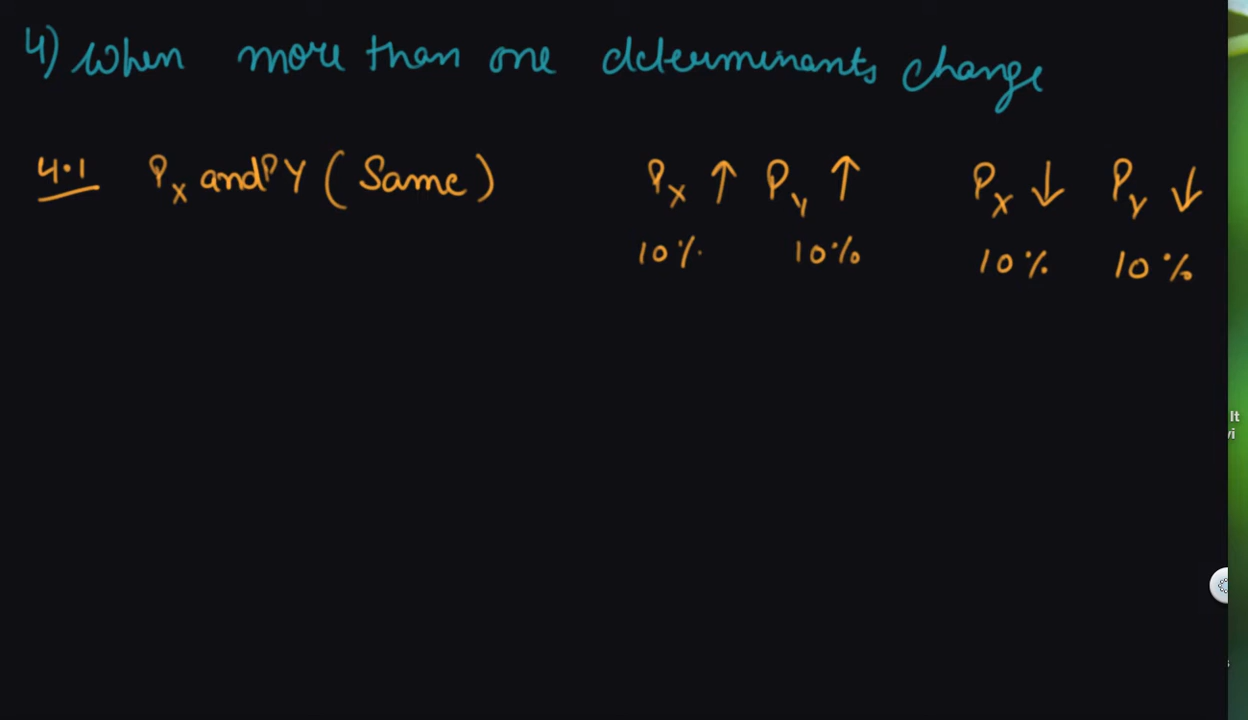 4) When more than one determinants change
4.1 Px and PY (Same) Px ↑ PY ↑ Px ↓ PY ↓
10% 10% 10% 10%
It